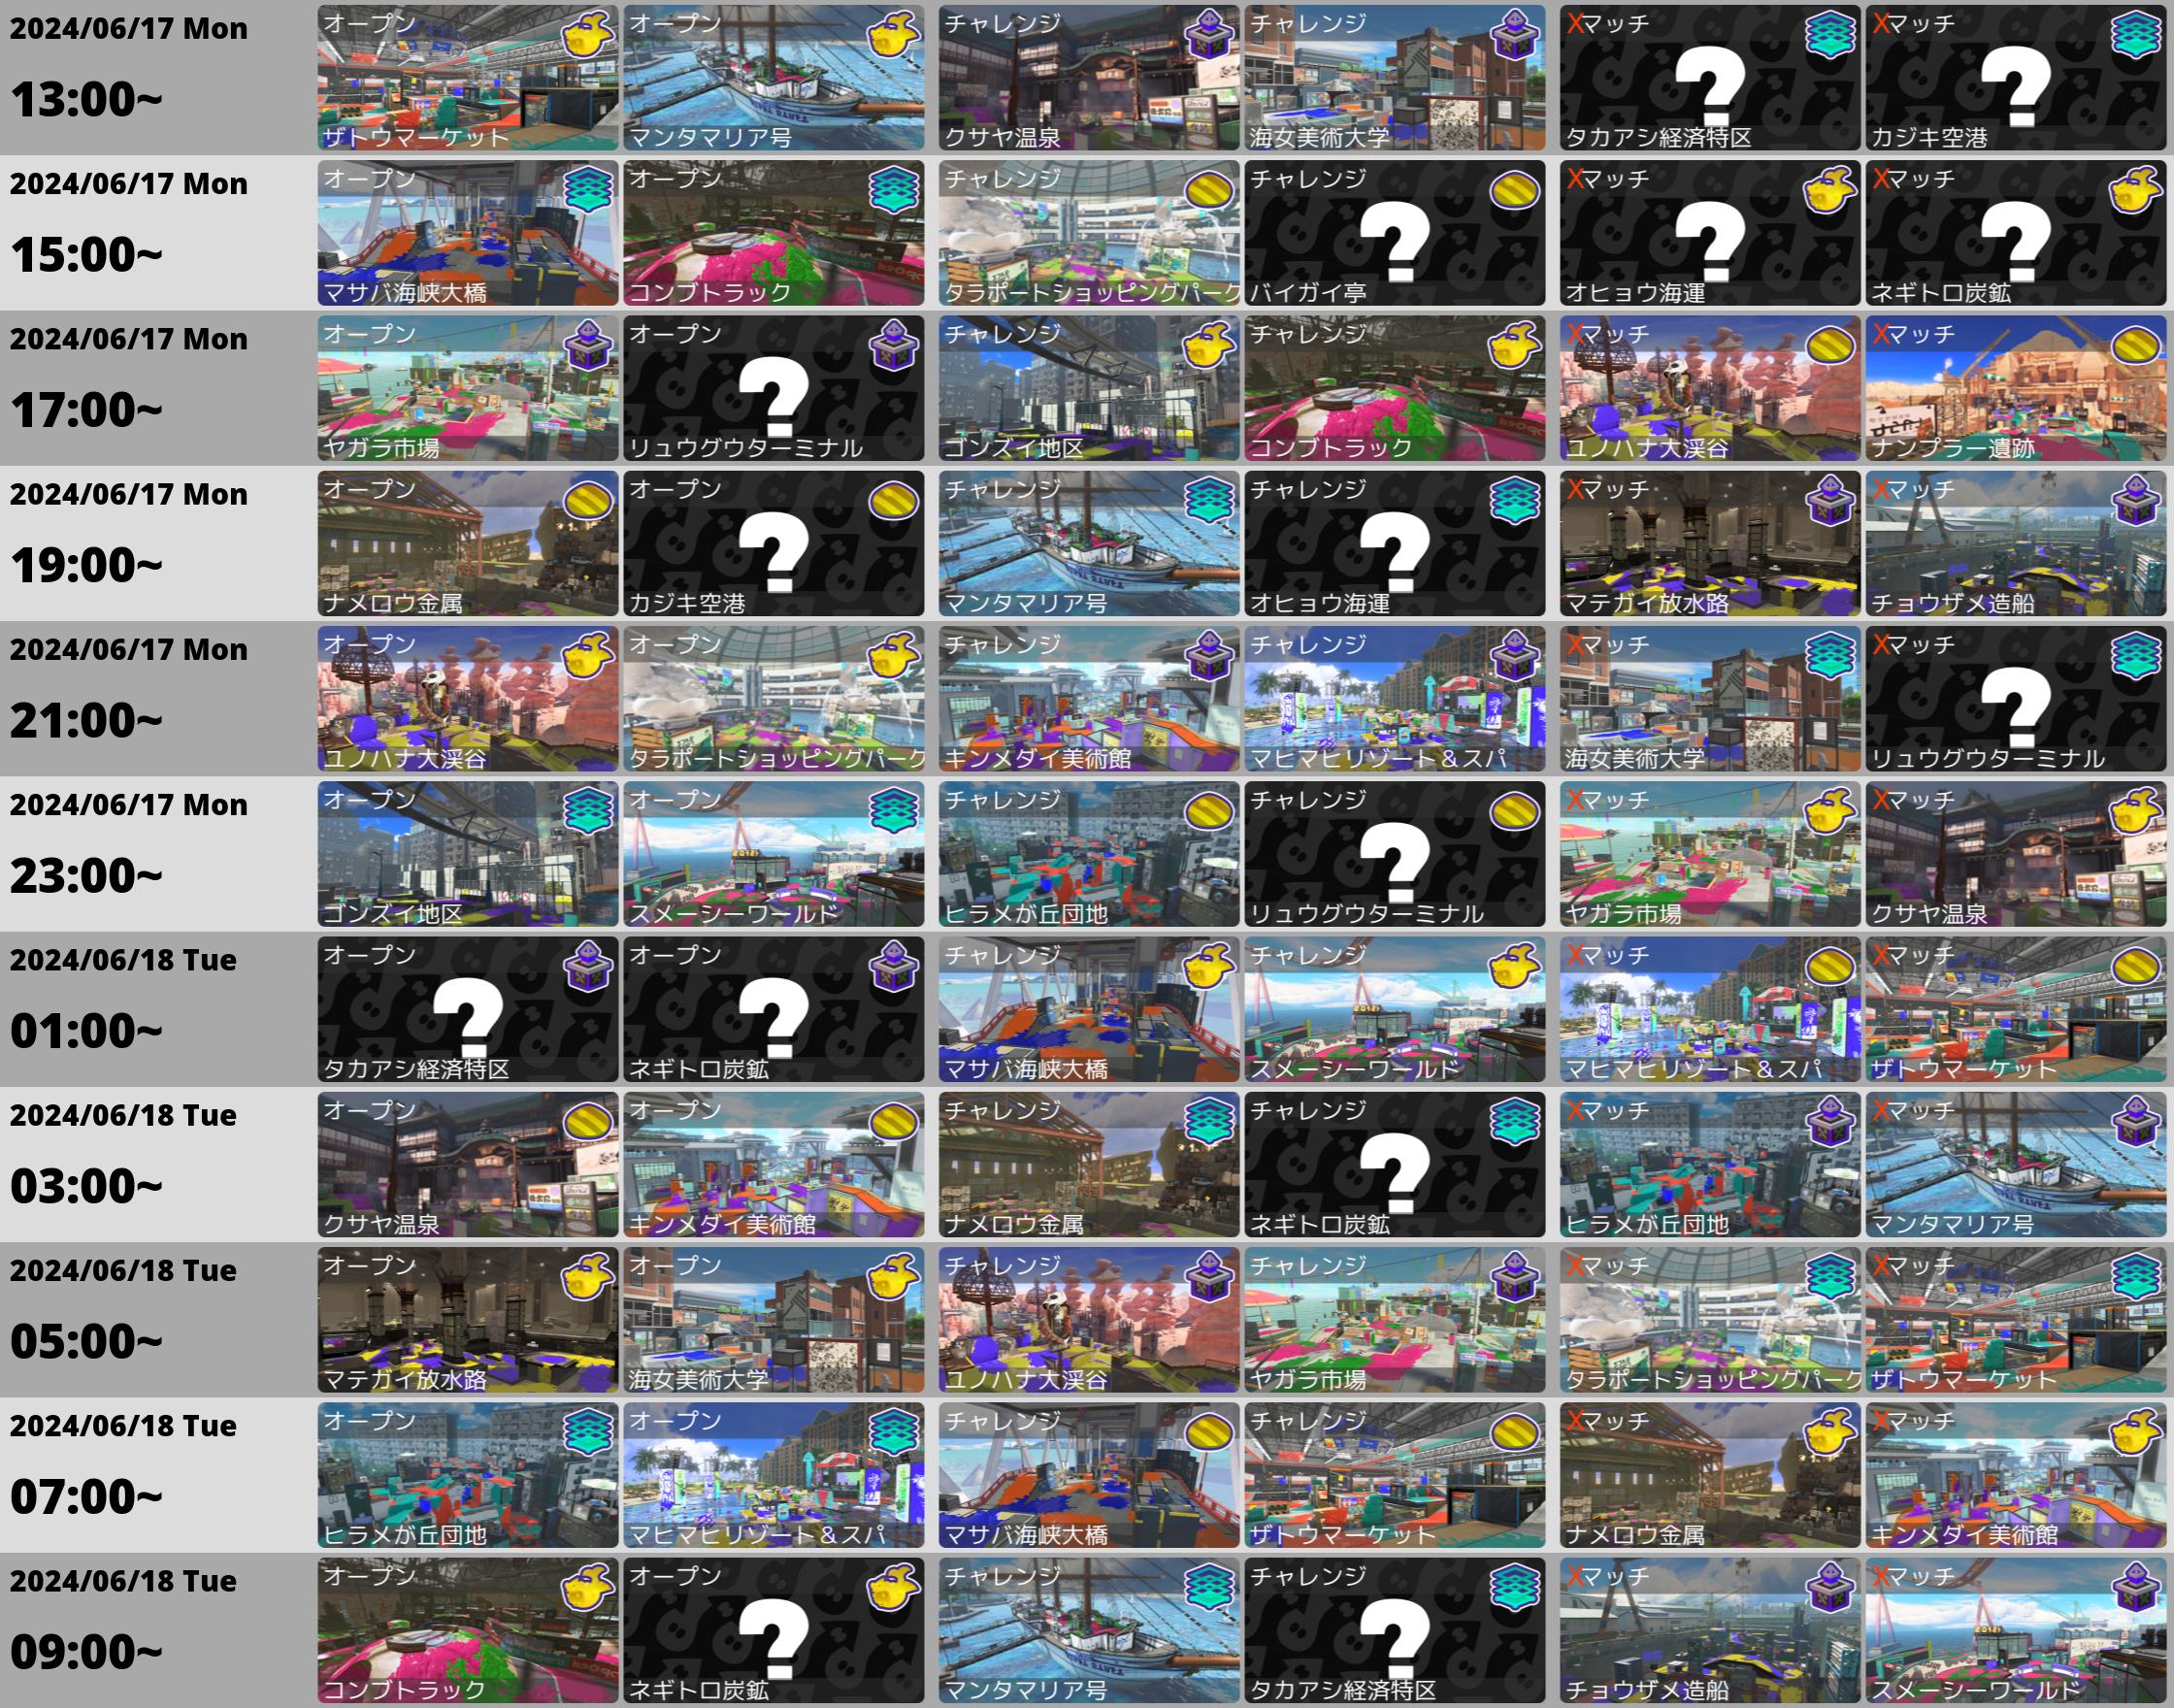 2024/06/17 Mon
13:00~
オープン オープン チャレンジ チャレンジ Xマッチ Xマッチ
ザトウマーケット マンタマリア号 クサヤ温泉 海女美術大学 タカアシ経済特区 カジキ空港
2024/06/17 Mon
15:00~
オープン オープン チャレンジ チャレンジ Xマッチ Xマッチ
マサバ海峡大橋 コンブトラック タラポートショッピングパーク バイガイ亭 オヒョウ海運 ネギトロ炭鉱
2024/06/17 Mon
17:00~
オープン オープン チャレンジ チャレンジ Xマッチ Xマッチ
ヤガラ市場 リュウグウターミナル ゴンズイ地区 コンブトラック ユノハナ大渓谷 ナンプラー遺跡
2024/06/17 Mon
19:00~
オープン オープン チャレンジ チャレンジ Xマッチ Xマッチ
ナメロウ金属 カジキ空港 マンタマリア号 オヒョウ海運 マテガイ放水路 チョウザメ造船
2024/06/17 Mon
21:00~
オープン オープン チャレンジ チャレンジ Xマッチ Xマッチ
ユノハナ大渓谷 タラポートショッピングパーク キンメダイ美術館 マヒマヒリゾート＆スパ 海女美術大学 リュウグウターミナル
2024/06/17 Mon
23:00~
オープン オープン チャレンジ チャレンジ Xマッチ Xマッチ
ゴンズイ地区 スメーシーワールド ヒラメが丘団地 リュウグウターミナル ヤガラ市場 クサヤ温泉
2024/06/18 Tue
01:00~
オープン オープン チャレンジ チャレンジ Xマッチ Xマッチ
タカアシ経済特区 ネギトロ炭鉱 マサバ海峡大橋 スメーシーワールド マヒマヒリゾート＆スパ ザトウマーケット
2024/06/18 Tue
03:00~
オープン オープン チャレンジ チャレンジ Xマッチ Xマッチ
クサヤ温泉 キンメダイ美術館 ナメロウ金属 ネギトロ炭鉱 ヒラメが丘団地 マンタマリア号
2024/06/18 Tue
05:00~
オープン オープン チャレンジ チャレンジ Xマッチ Xマッチ
マテガイ放水路 海女美術大学 ユノハナ大渓谷 ヤガラ市場 タラポートショッピングパーク ザトウマーケット
2024/06/18 Tue
07:00~
オープン オープン チャレンジ チャレンジ Xマッチ Xマッチ
ヒラメが丘団地 マヒマヒリゾート＆スパ マサバ海峡大橋 ザトウマーケット ナメロウ金属 キンメダイ美術館
2024/06/18 Tue
09:00~
オープン オープン チャレンジ チャレンジ Xマッチ Xマッチ
コンブトラック ネギトロ炭鉱 マンタマリア号 タカアシ経済特区 チョウザメ造船 スメーシーワールド